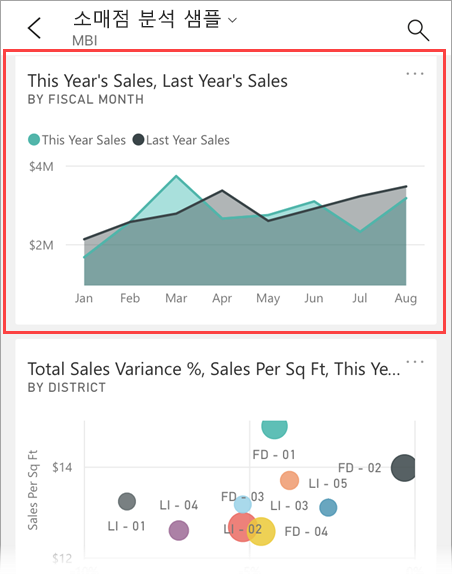 소매점 분석 샘플
MBI
This Year's Sales, Last Year's Sales
BY FISCAL MONTH
This Year Sales Last Year Sales
$4M
$2M
Jan Feb Mar Apr May Jun Jul Aug
Total Sales Variance %, Sales Per Sq Ft, This Ye...
BY DISTRICT
Sales Per Sq Ft
FD - 01
$14
FD - 02
LI - 05
FD - 03
LI - 04
LI - 03
LI - 01
LI - 02
FD - 04
$12